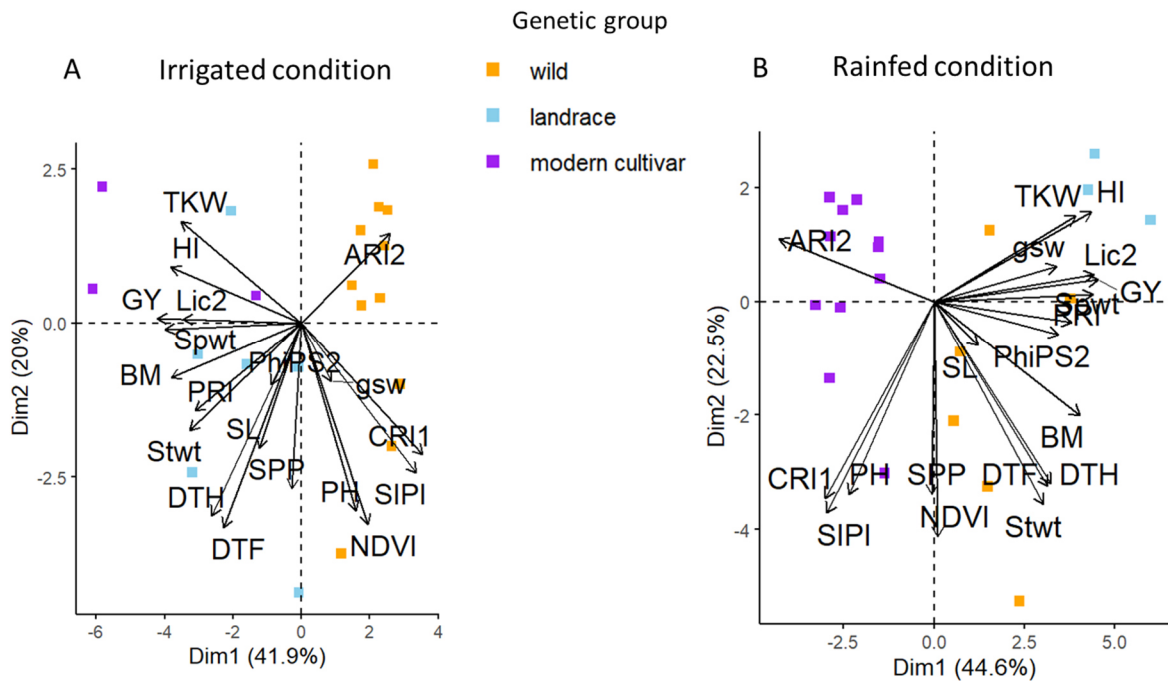 Genetic group
wild
landrace
modern cultivar
A
Irrigated condition
2.5
0.0
-2.5
Dim2 (20%)
TKW
HI
ARI2
GY
Lic2
Spwt
PhiPS2
BM
PRI
gsw
SL
CRI1
Stwt
SPP
DTH
PH
SIPI
DTF
NDVI
-6
-4
-2
0
2
4
Dim1 (41.9%)
B
Rainfed condition
2
0
-2
-4
Dim2 (22.5%)
TKW
HI
ARI2
gsw
Lic2
GY
Spwt
PRI
PhiPS2
SL
BM
CRI1
PH
SPP
DTF
DTH
SIPI
NDVI
Stwt
-2.5
0.0
2.5
5.0
Dim1 (44.6%)